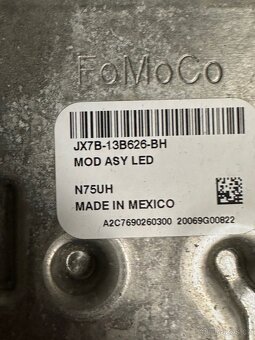 FoMoCo
JX7B-13B626-BH
MOD ASY LED
N75UH
MADE IN MEXICO
A2C7690260300 20069G00822